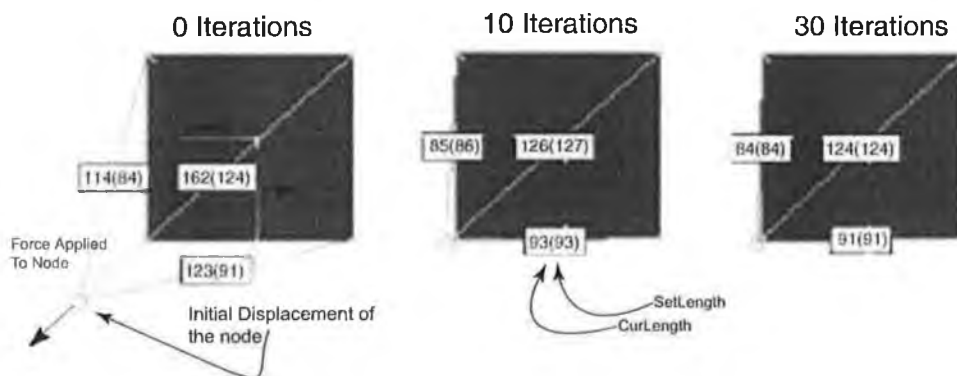 0 Iterations
10 Iterations
30 Iterations
114(84)
162(124)
123(91)
Force Applied
To Node
Initial Displacement of
the node
85(86)
126(127)
93(93)
SetLength
CurLength
84(84)
124(124)
91(91)